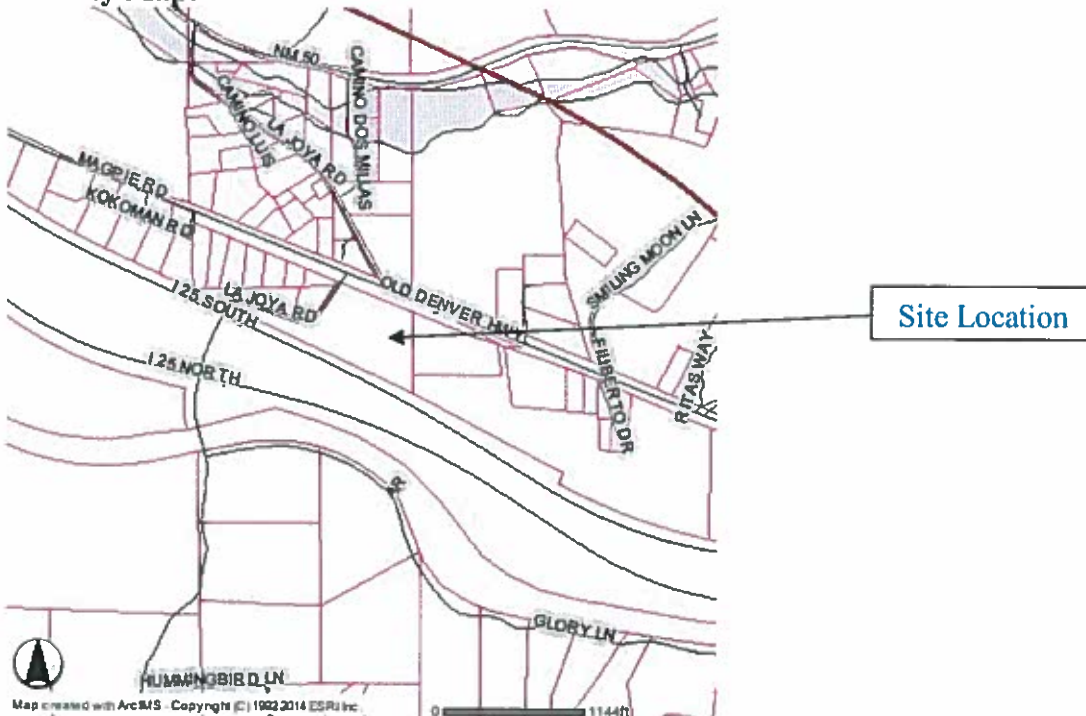 NM 50
CAMINO DOS MILLAS
CAMINO LUIS
LA JOYA RD
MAGPIE RD
KOKOMAN RD
OLD DENVER HWY
SMILING MOON LN
Site Location
LA JOYA RD
I 25 SOUTH
I 25 NORTH
FILIBERTO DR
RITAS WAY
GLORY LN
HUMMINGBIRD LN
Map created with ArcIMS - Copyright (C) 1992-2014 ESRI Inc.
0 1144ft